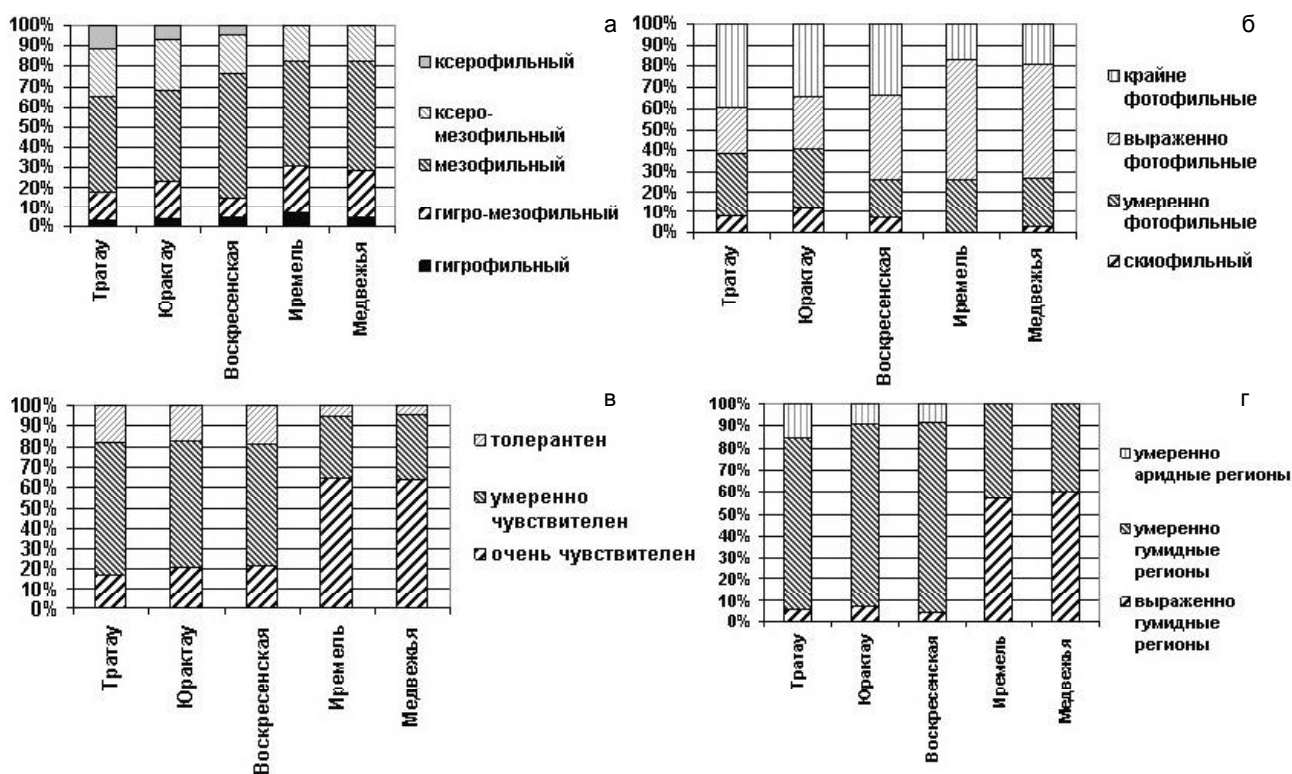 а
100%
90%
80%
70%
60%
50%
40%
30%
20%
10%
0%
Тратау
Юрактау
Воскресенская
Иремель
Медвежья
ксерофильный
ксеро-
мезофильный
мезофильный
гигро-мезофильный
гигрофильный
б
100%
90%
80%
70%
60%
50%
40%
30%
20%
10%
0%
Тратау
Юрактау
Воскресенская
Иремель
Медвежья
крайне
фотофильные
выраженно
фотофильные
умеренно
фотофильные
скиофильный
в
100%
90%
80%
70%
60%
50%
40%
30%
20%
10%
0%
Тратау
Юрактау
Воскресенская
Иремель
Медвежья
толерантен
умеренно
чувствителен
очень чувствителен
г
100%
90%
80%
70%
60%
50%
40%
30%
20%
10%
0%
Тратау
Юрактау
Воскресенская
Иремель
Медвежья
умеренно
аридные регионы
умеренно
гумидные
регионы
выраженно
гумидные
регионы